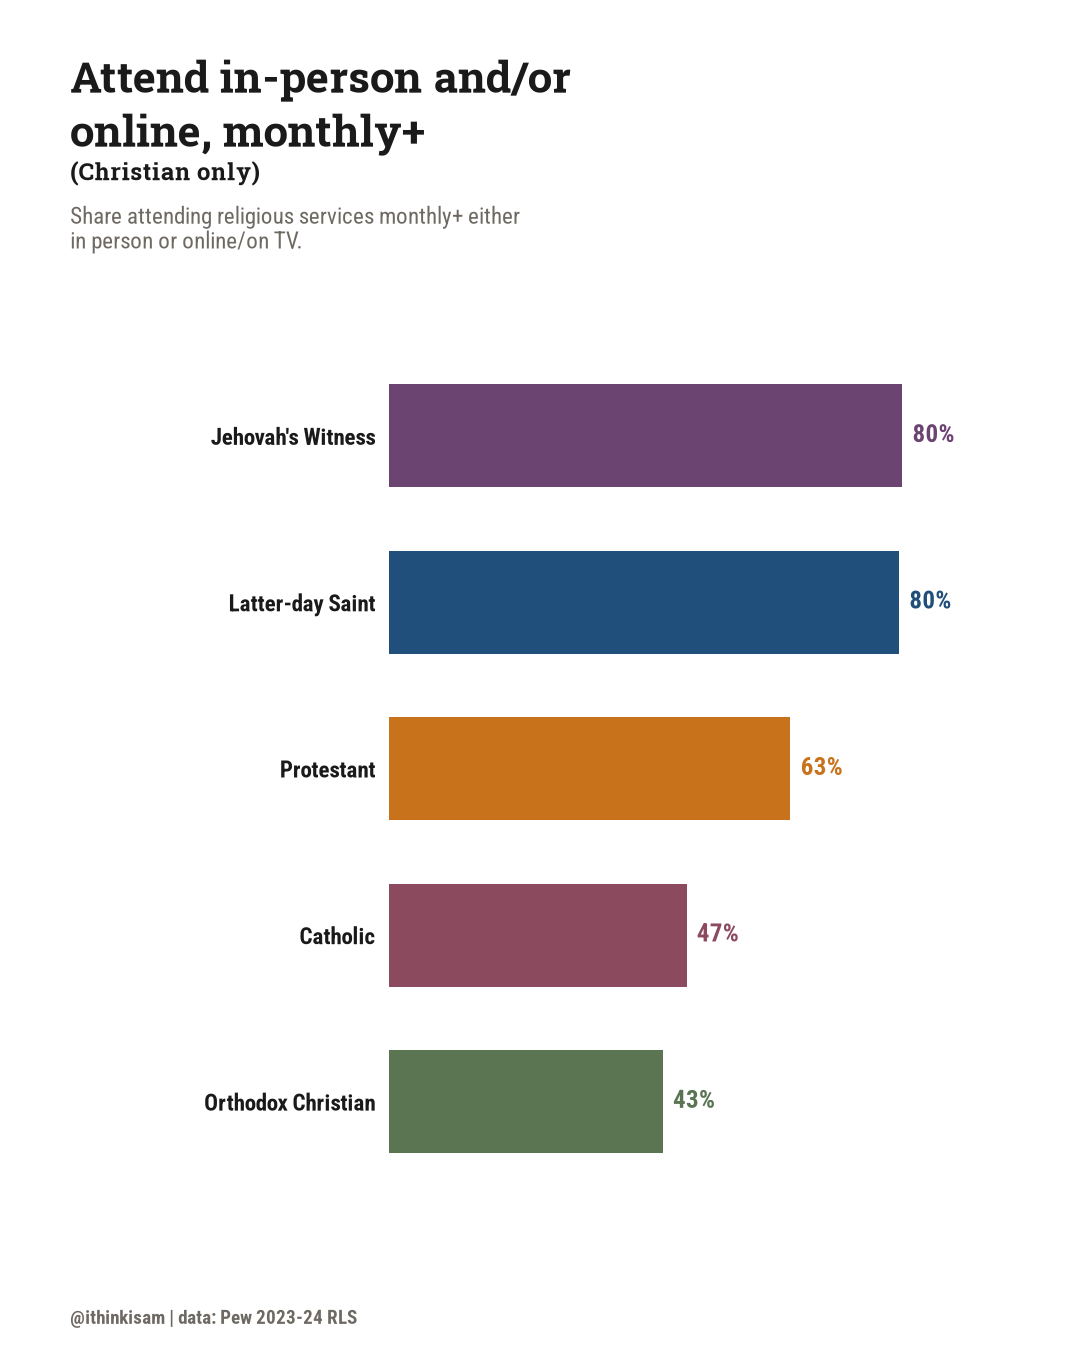 Attend in-person and/or
online, monthly+
(Christian only)
Share attending religious services monthly+ either
in person or online/on TV.
Jehovah's Witness
80%
Latter-day Saint
80%
Protestant
63%
Catholic
47%
Orthodox Christian
43%
@ithinkisam | data: Pew 2023-24 RLS